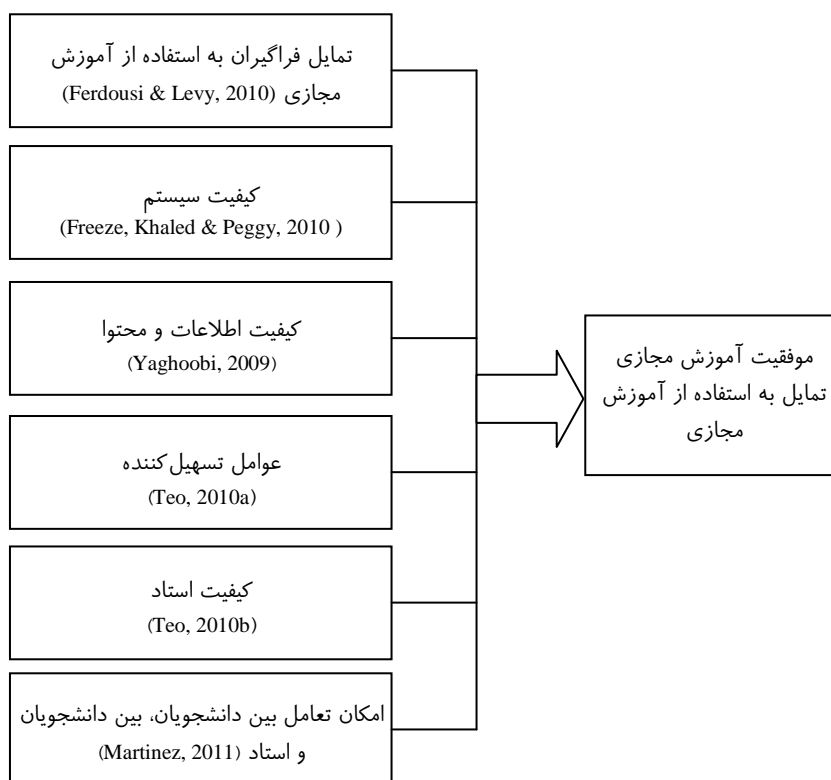 تمایل فراگیران به استفاده از آموزش
مجازی (Ferdousi & Levy, 2010)
کیفیت سیستم
(Freeze, Khaled & Peggy, 2010 )
کیفیت اطلاعات و محتوا
(Yaghoobi, 2009)
عوامل تسهیل‌کننده
(Teo, 2010a)
کیفیت استاد
(Teo, 2010b)
امکان تعامل بین دانشجویان، بین دانشجویان
و استاد (Martinez, 2011)
موفقیت آموزش مجازی
تمایل به استفاده از آموزش
مجازی